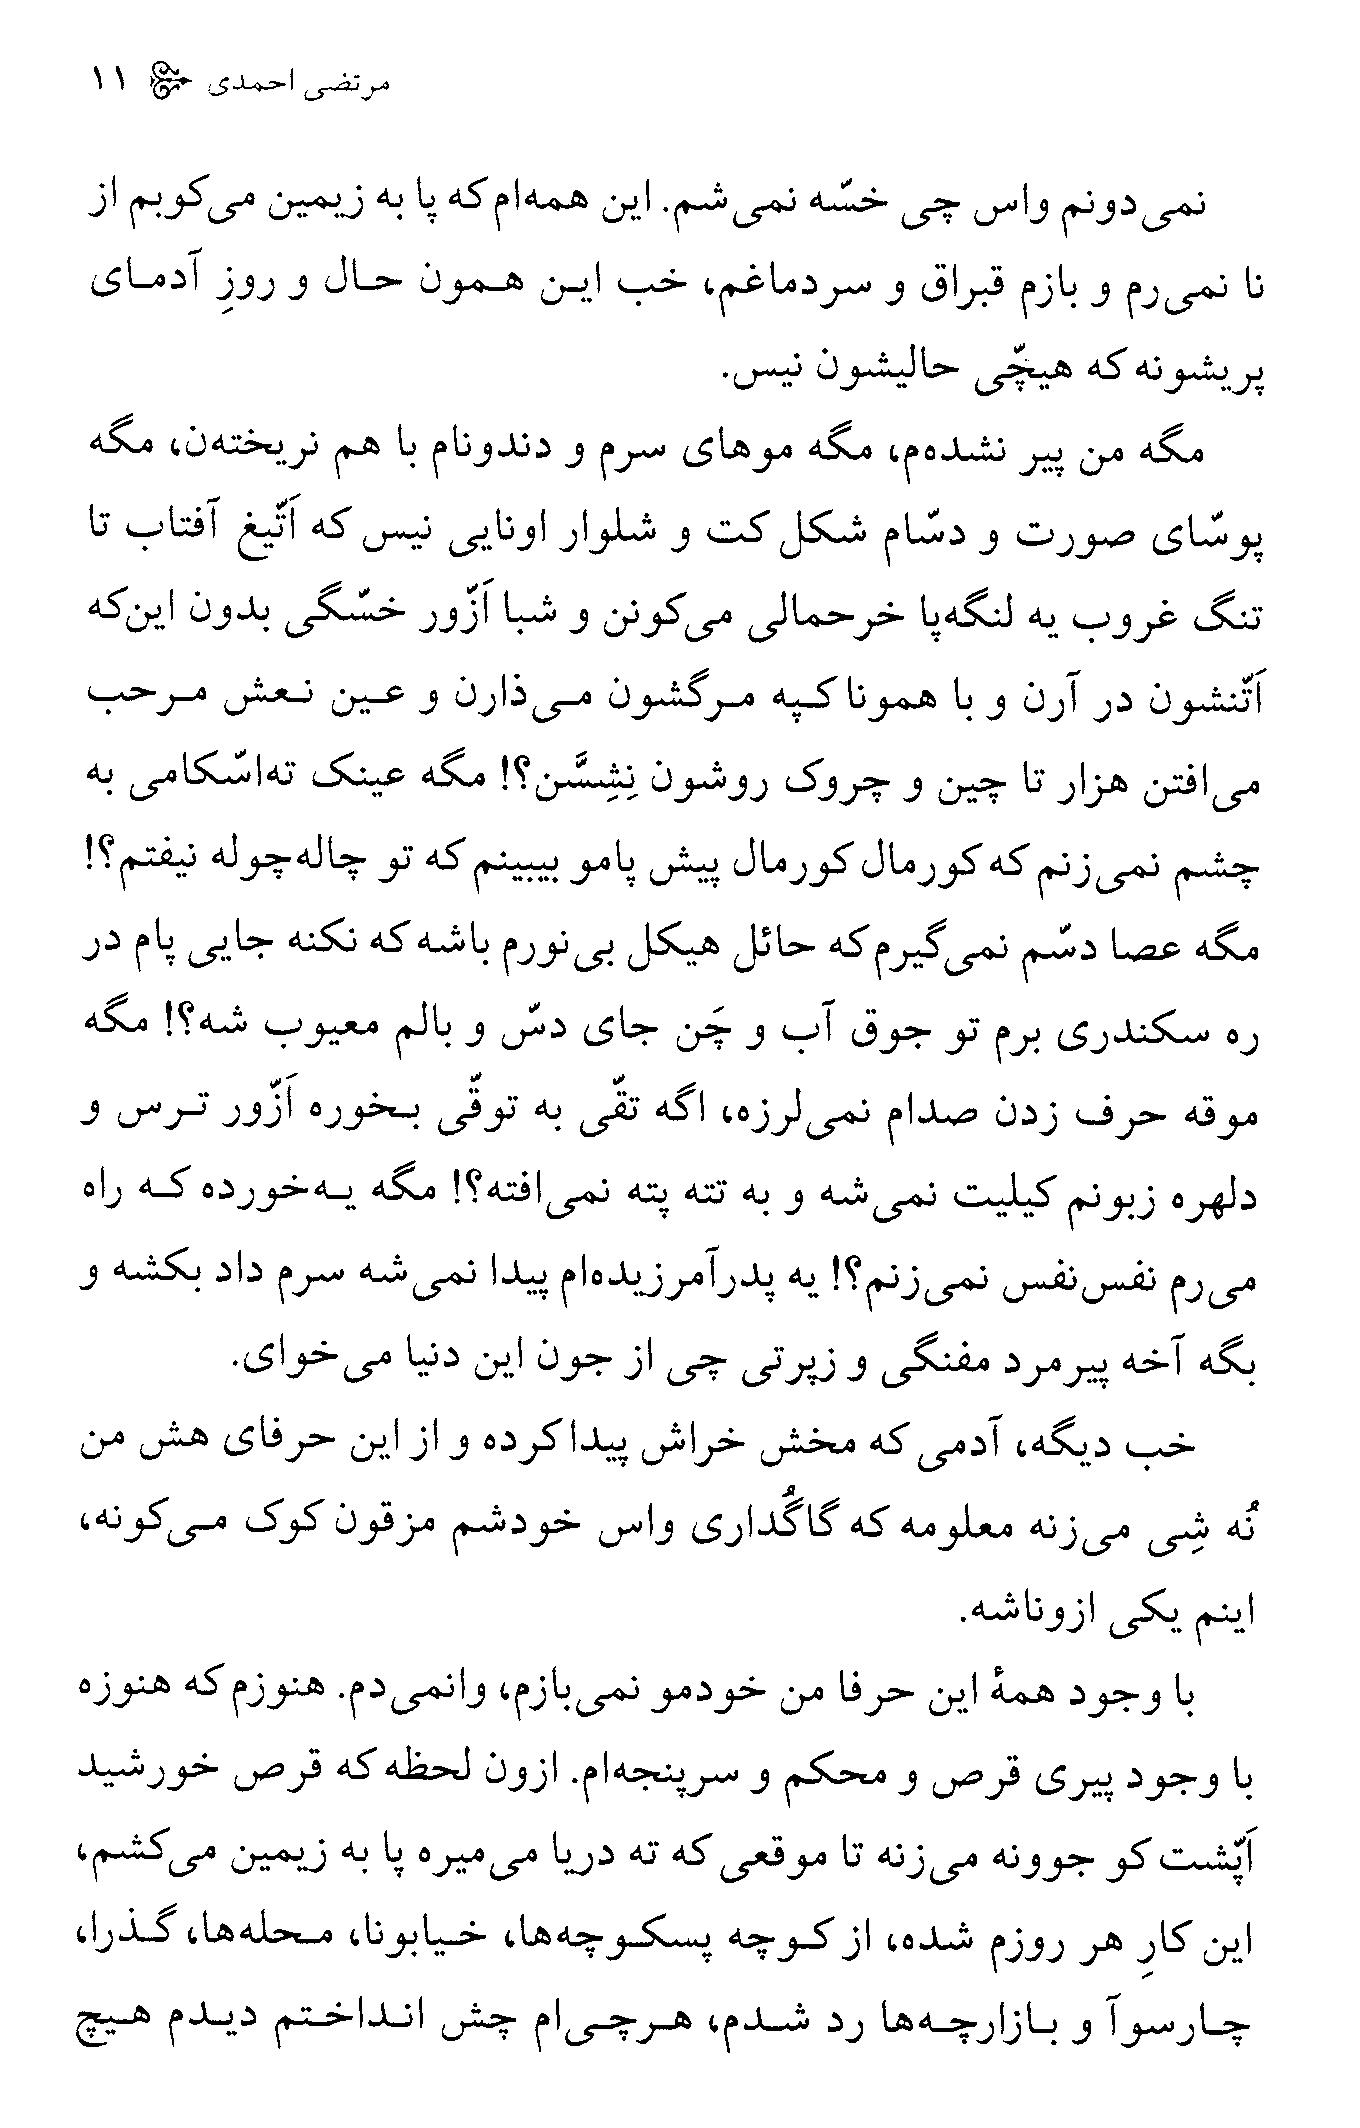 مرتضی احمدی ۱۱
نمی‌دونم واس چی خسّه نمی‌شم. این همه‌ام که پا به زیمین می‌کوبم از
نا نمی‌رم و بازم قبراق و سردماغم، خب این همون حال و روزِ آدمای
پریشونه که هیچّی حالیشون نیس.
مگه من پیر نشده‌م، مگه موهای سرم و دندونام با هم نریخته‌ن، مگه
پوسّای صورت و دسّام شکل کت و شلوار اونایی نیس که اَتّیغ آفتاب تا
تنگ غروب یه لنگه‌پا خرحمالی می‌کونن و شبا اَزّور خسّگی بدون این‌که
اَتّنشون در آرن و با همونا کپه مرگشون می‌ذارن و عین نعش مرحب
می‌افتن هزار تا چین و چروک روشون نِشِسَّن؟! مگه عینک ته‌اسّکامی به
چشم نمی‌زنم که کورمال کورمال پیش پامو بیبینم که تو چاله‌چوله نیفتم؟!
مگه عصا دسّم نمی‌گیرم که حائل هیکل بی‌نورم باشه که نکنه جایی پام در
ره سکندری برم تو جوق آب و چَن جای دسّ و بالم معیوب شه؟! مگه
موقه حرف زدن صدام نمی‌لرزه، اگه تقّی به توقّی بخوره اَزّور ترس و
دلهره زبونم کیلیت نمی‌شه و به تته پته نمی‌افته؟! مگه یه‌خورده که راه
می‌رم نفس‌نفس نمی‌زنم؟! یه پدرآمرزیده‌ام پیدا نمی‌شه سرم داد بکشه و
بگه آخه پیرمرد مفنگی و زپرتی چی از جون این دنیا می‌خوای.
خب دیگه، آدمی که مخش خراش پیدا کرده و از این حرفای هش من
نُه شِی می‌زنه معلومه که گاگُداری واس خودشم مزقون کوک می‌کونه،
اینم یکی ازوناشه.
با وجود همهٔ این حرفا من خودمو نمی‌بازم، وانمی‌دم. هنوزم که هنوزه
با وجود پیری قرص و محکم و سرپنجه‌ام. ازون لحظه که قرص خورشید
اَپّشت کو جوونه می‌زنه تا موقعی که ته دریا می‌میره پا به زیمین می‌کشم،
این کارِ هر روزم شده، از کوچه پسکوچه‌ها، خیابونا، محله‌ها، گذرا،
چارسوآ و بازارچه‌ها رد شدم، هرچی‌ام چش انداختم دیدم هیچ